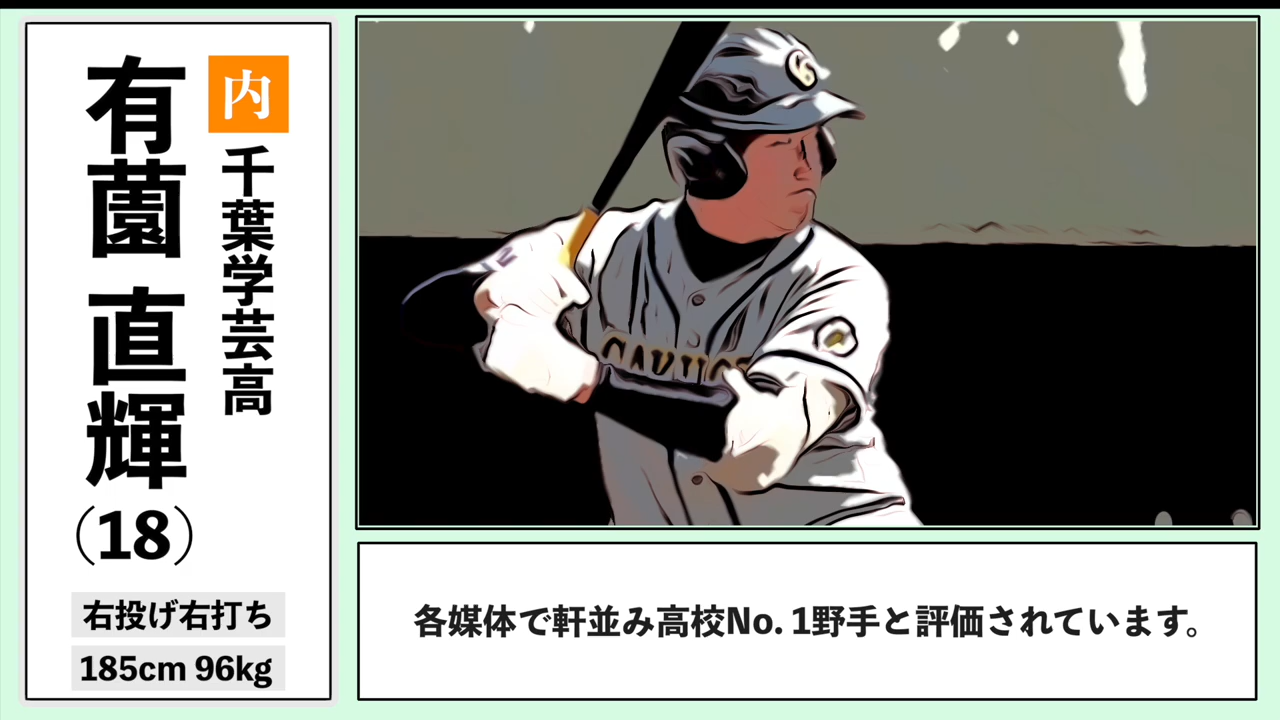 内
千葉学芸高
有薗 直輝
(18)
右投げ右打ち
185cm 96kg
各媒体で軒並み高校No. 1野手と評価されています。